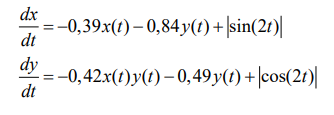 dx/dt = −0,39x(t) − 0,84y(t) + |sin(2t)|
dy/dt = −0,42x(t)y(t) − 0,49y(t) + |cos(2t)|